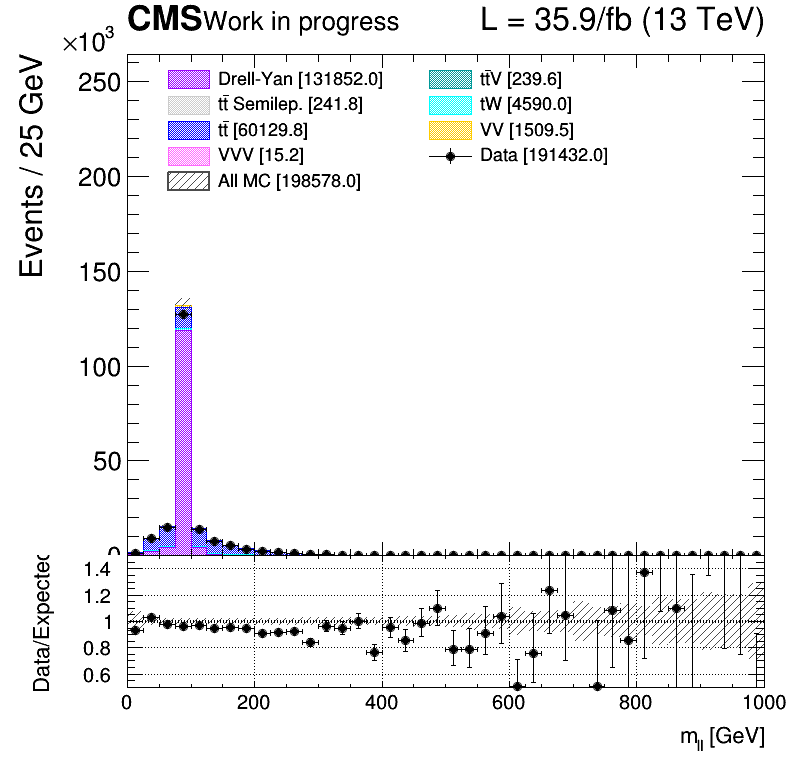 CMS Work in progress L = 35.9/fb (13 TeV)
×10³
Events / 25 GeV
250
200
150
100
50
0
Drell-Yan [131852.0]
tt̄ Semilep. [241.8]
tt̄ [60129.8]
VVV [15.2]
All MC [198578.0]
tt̄V [239.6]
tW [4590.0]
VV [1509.5]
Data [191432.0]
Data/Expected
1.4
1.2
1
0.8
0.6
0 200 400 600 800 1000
m_ll [GeV]